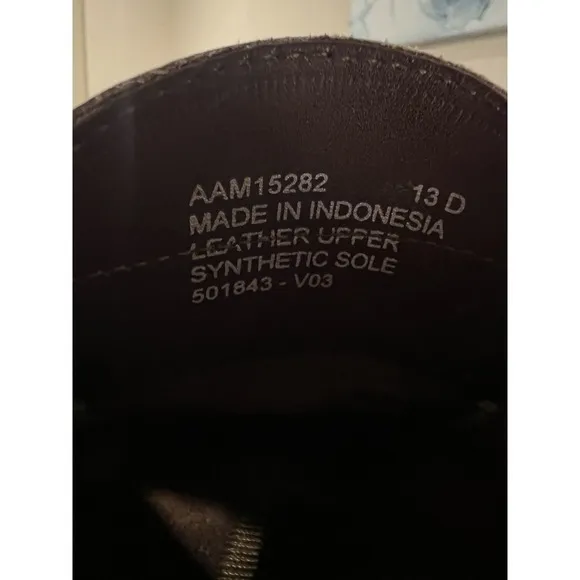 AAM15282 13 D
MADE IN INDONESIA
LEATHER UPPER
SYNTHETIC SOLE
501843 - V03